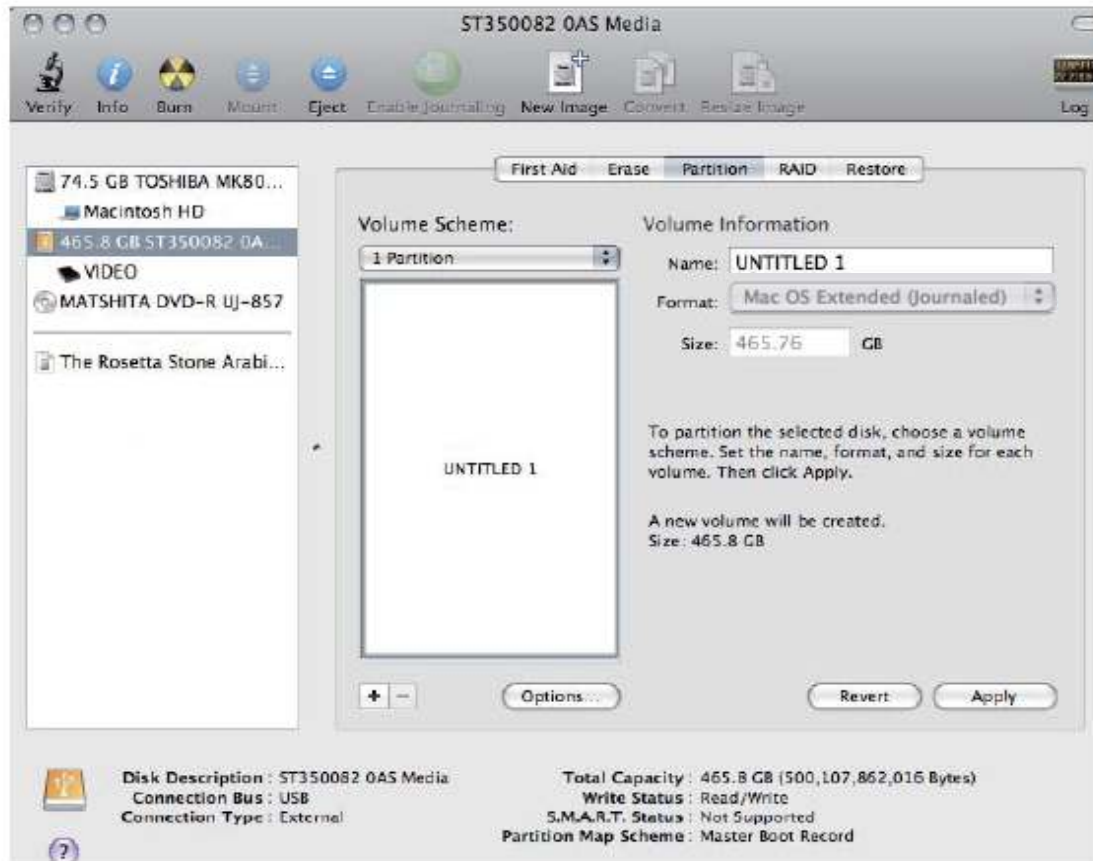 ST350082 0AS Media
Verify Info Burn Mount Eject Enable Journaling New Image Convert Resize Image Log
First Aid Erase Partition RAID Restore
74.5 GB TOSHIBA MK80...
Macintosh HD
465.8 GB ST350082 0A...
VIDEO
MATSHITA DVD-R UJ-857
The Rosetta Stone Arabi...
Volume Scheme:
1 Partition
UNTITLED 1
+ −
Options...
Volume Information
Name: UNTITLED 1
Format: Mac OS Extended (Journaled)
Size: 465.76 GB
To partition the selected disk, choose a volume
scheme. Set the name, format, and size for each
volume. Then click Apply.
A new volume will be created.
Size: 465.8 GB
Revert Apply
Disk Description : ST350082 0AS Media
Connection Bus : USB
Connection Type : External
Total Capacity : 465.8 GB (500,107,862,016 Bytes)
Write Status : Read/Write
S.M.A.R.T. Status : Not Supported
Partition Map Scheme : Master Boot Record
?